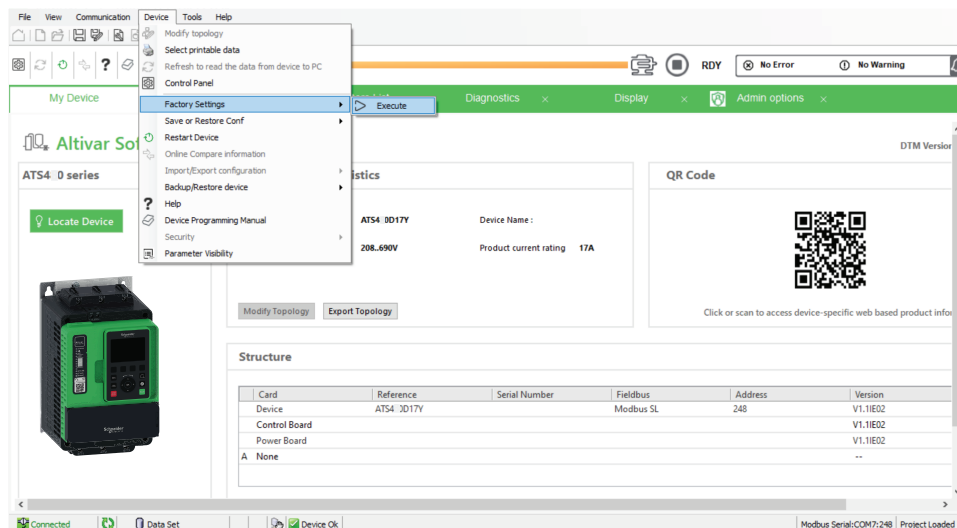 File View Communication Device Tools Help
Modify topology
Select printable data
Refresh to read the data from device to PC
Control Panel
RDY No Error No Warning
My Device Diagnostics × Display × Admin options ×
Factory Settings Execute
Save or Restore Conf
Restart Device
Online Compare information
Import/Export configuration
Backup/Restore device
Help
Device Programming Manual
Security
Parameter Visibility
Altivar
DTM Version
ATS4 0 series QR Code
Locate Device
ATS4 0D17Y Device Name :
208..690V Product current rating 17A
Modify Topology Export Topology
Click or scan to access device-specific web based product
Structure
Card Reference Serial Number Fieldbus Address Version
Device ATS4 0D17Y Modbus SL 248 V1.1IE02
Control Board V1.1IE02
Power Board V1.1IE02
A None --
Schneider
Connected Data Set Device Ok Modbus Serial:COM7:248 Project Loaded